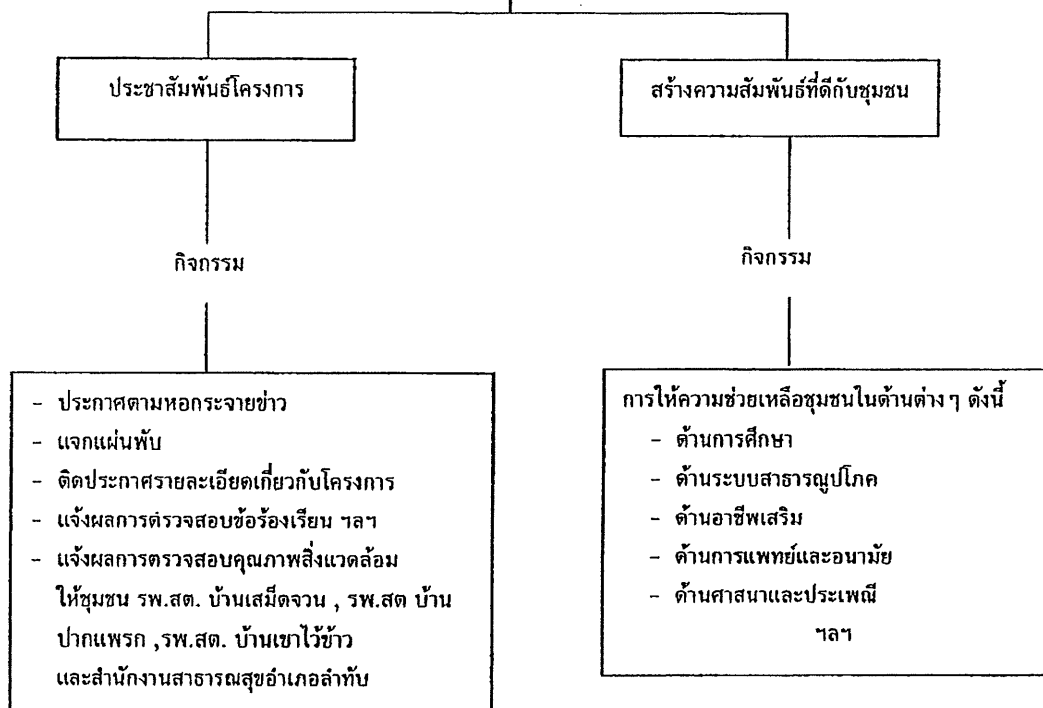 ประชาสัมพันธ์โครงการ
สร้างความสัมพันธ์ที่ดีกับชุมชน
กิจกรรม
กิจกรรม
- ประกาศตามหอกระจายข่าว
- แจกแผ่นพับ
- ติดประกาศรายละเอียดเกี่ยวกับโครงการ
- แจ้งผลการตรวจสอบข้อร้องเรียน ฯลฯ
- แจ้งผลการตรวจสอบคุณภาพสิ่งแวดล้อม
ให้ชุมชน รพ.สต. บ้านเสม็ดจวน , รพ.สต บ้าน
ปากแพรก ,รพ.สต. บ้านเขาไว้ข้าว
และสำนักงานสาธารณสุขอำเภอลำทับ
การให้ความช่วยเหลือชุมชนในด้านต่าง ๆ ดังนี้
- ด้านการศึกษา
- ด้านระบบสาธารณูปโภค
- ด้านอาชีพเสริม
- ด้านการแพทย์และอนามัย
- ด้านศาสนาและประเพณี
ฯลฯ